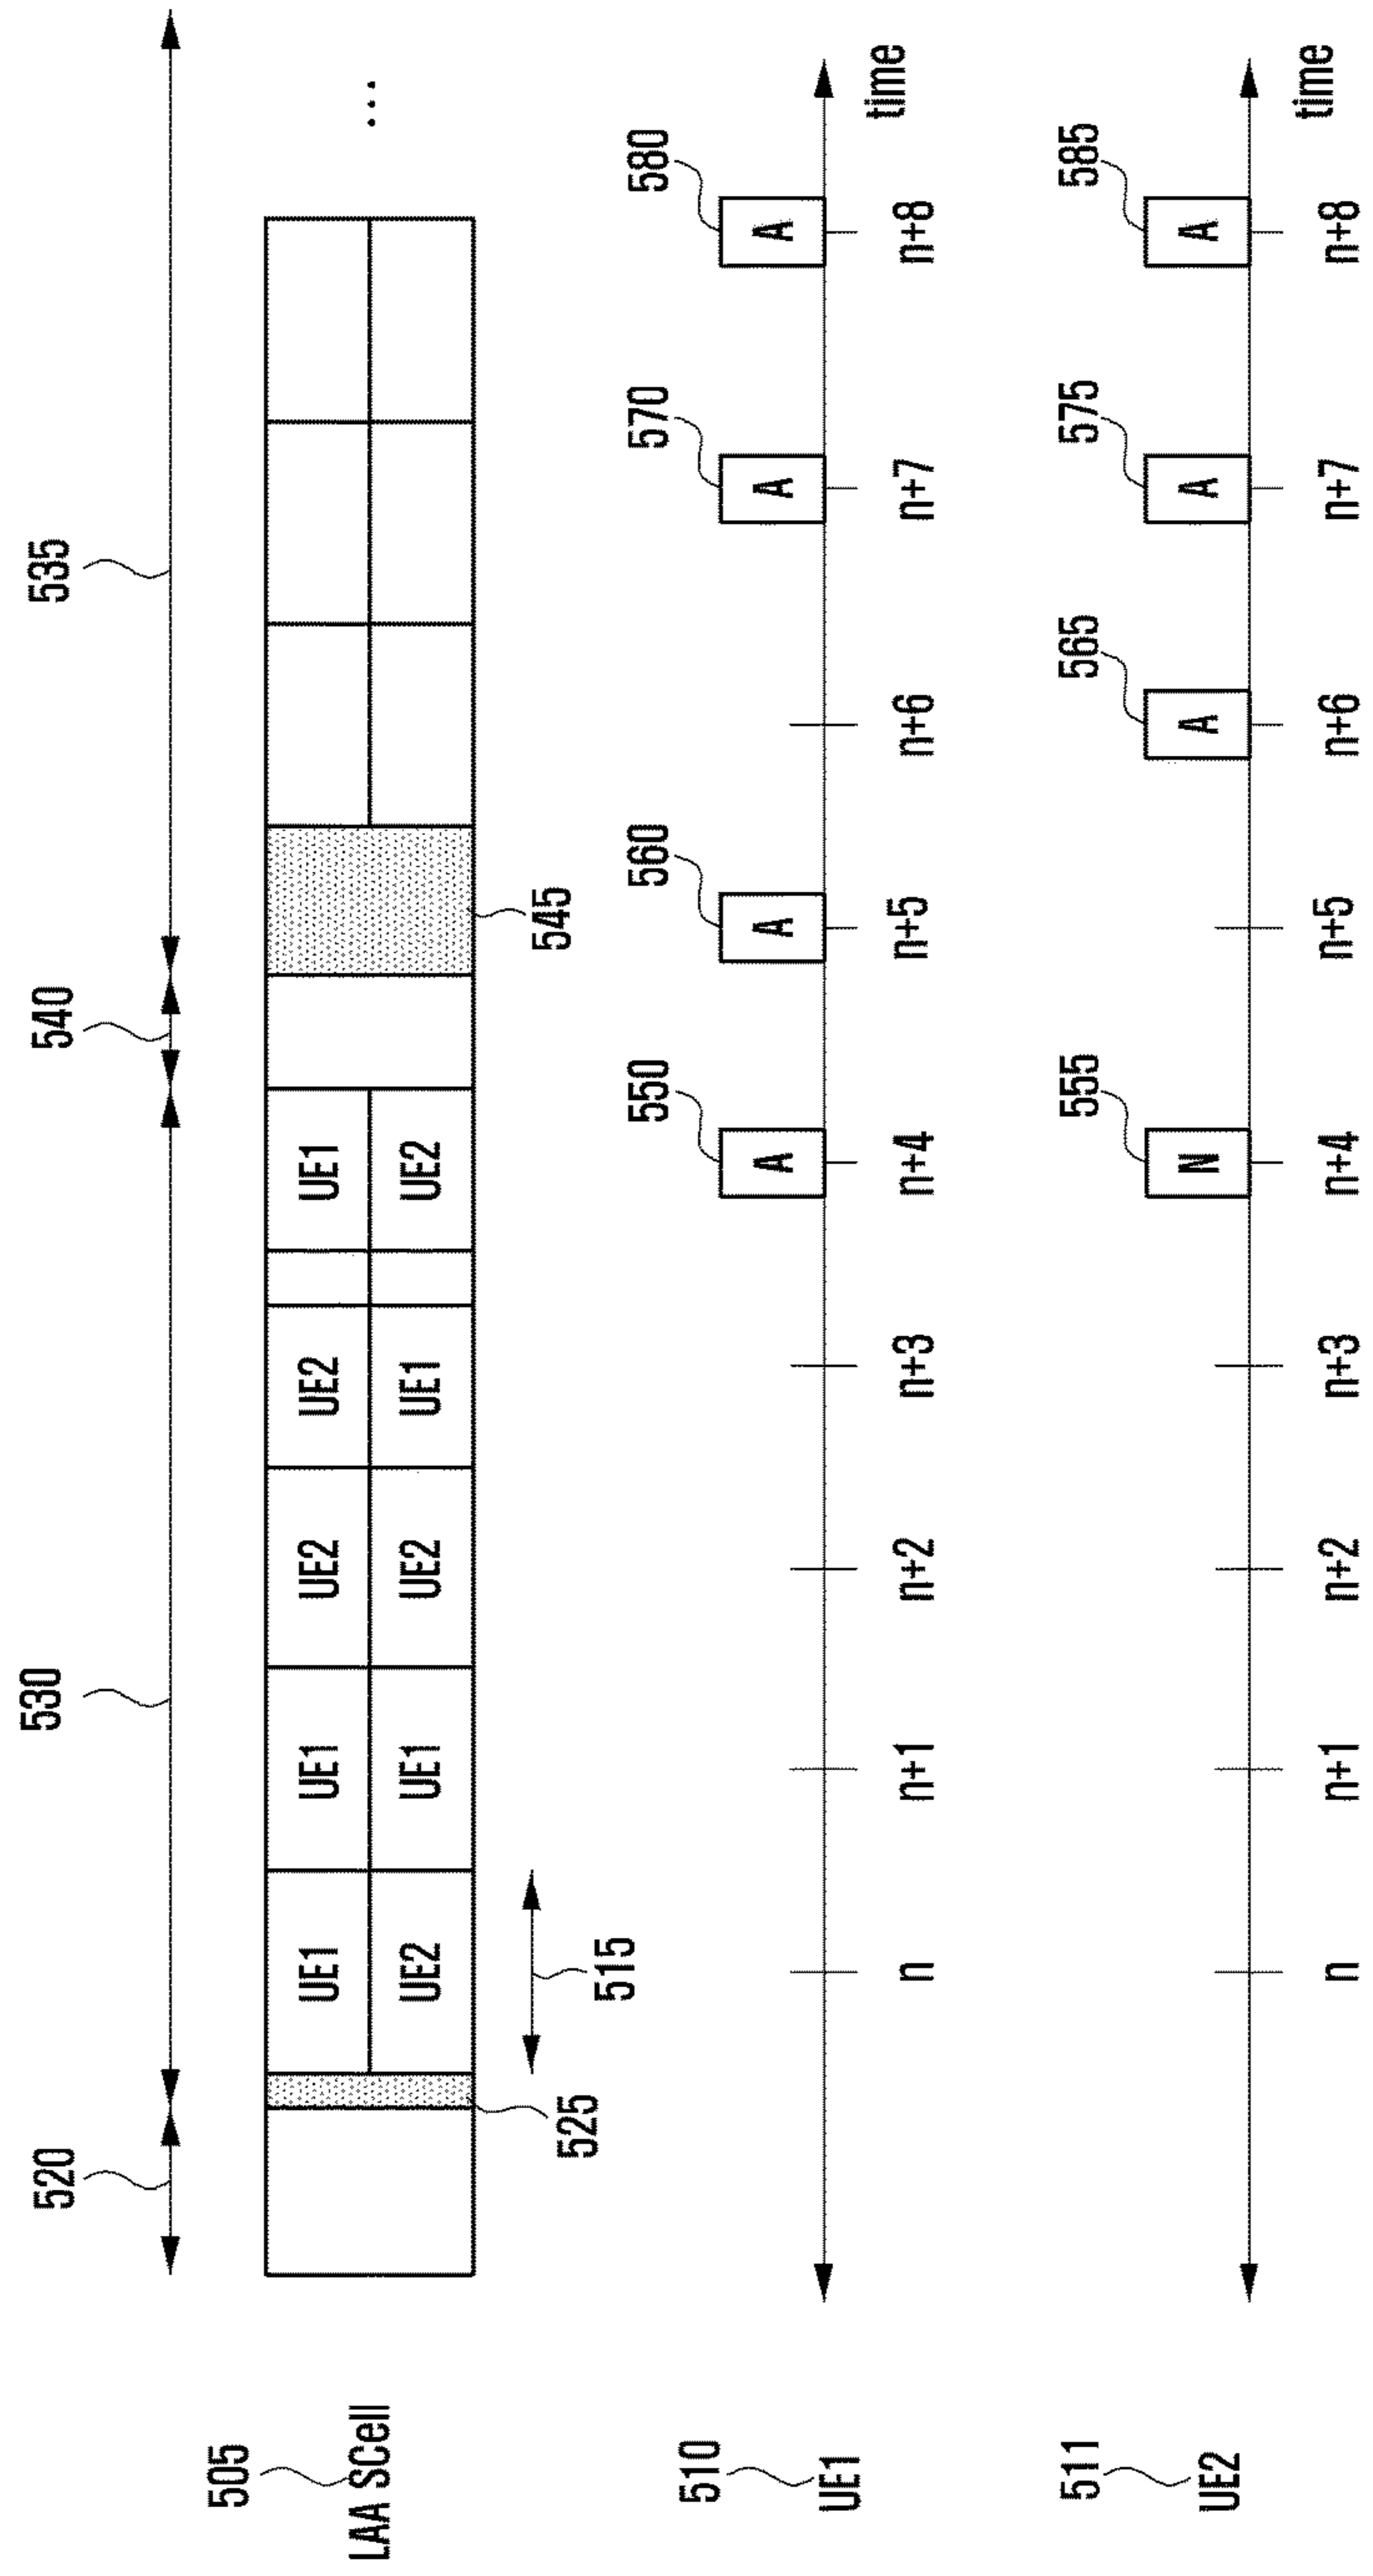 520
530
540
535
505
LAA SCell
UE1
UE1
UE2
UE2
UE1
...
UE2
UE1
UE2
UE1
UE2
525
515
545
510
UE1
550
560
570
580
A
A
A
A
n
n+1
n+2
n+3
n+4
n+5
n+6
n+7
n+8
time
511
UE2
555
565
575
585
N
A
A
A
n
n+1
n+2
n+3
n+4
n+5
n+6
n+7
n+8
time